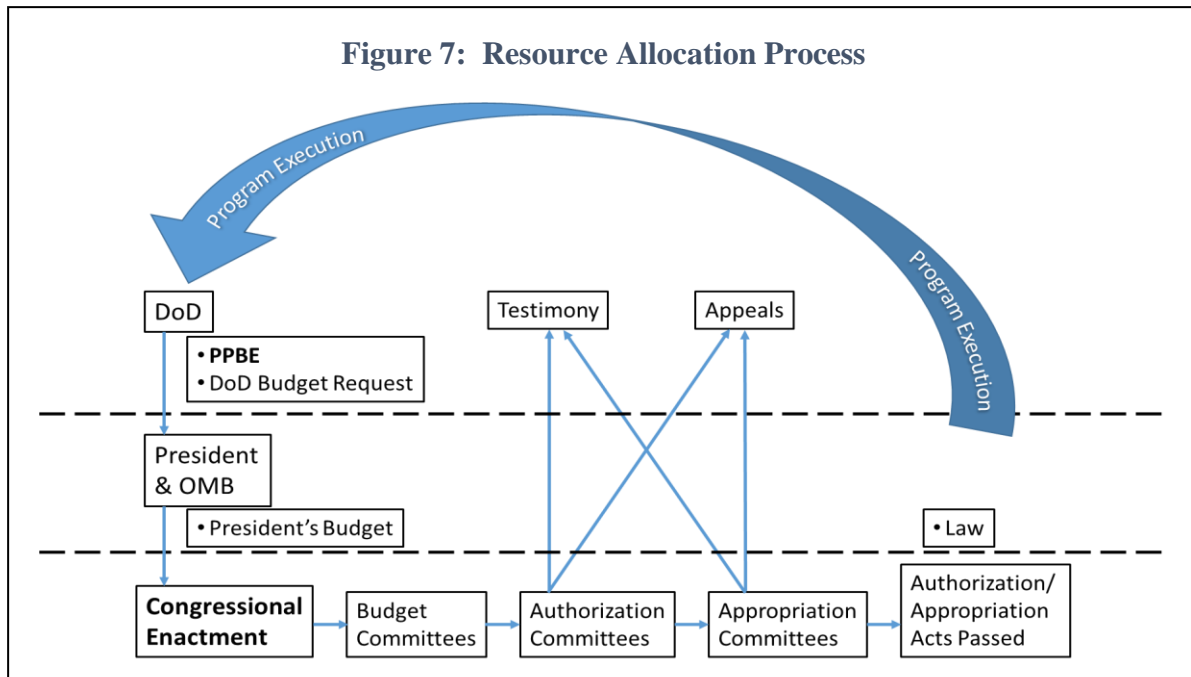 Figure 7:  Resource Allocation Process
Program Execution
Program Execution
DoD
Testimony
Appeals
• PPBE
• DoD Budget Request
President
& OMB
• President’s Budget
• Law
Congressional
Enactment
Budget
Committees
Authorization
Committees
Appropriation
Committees
Authorization/
Appropriation
Acts Passed